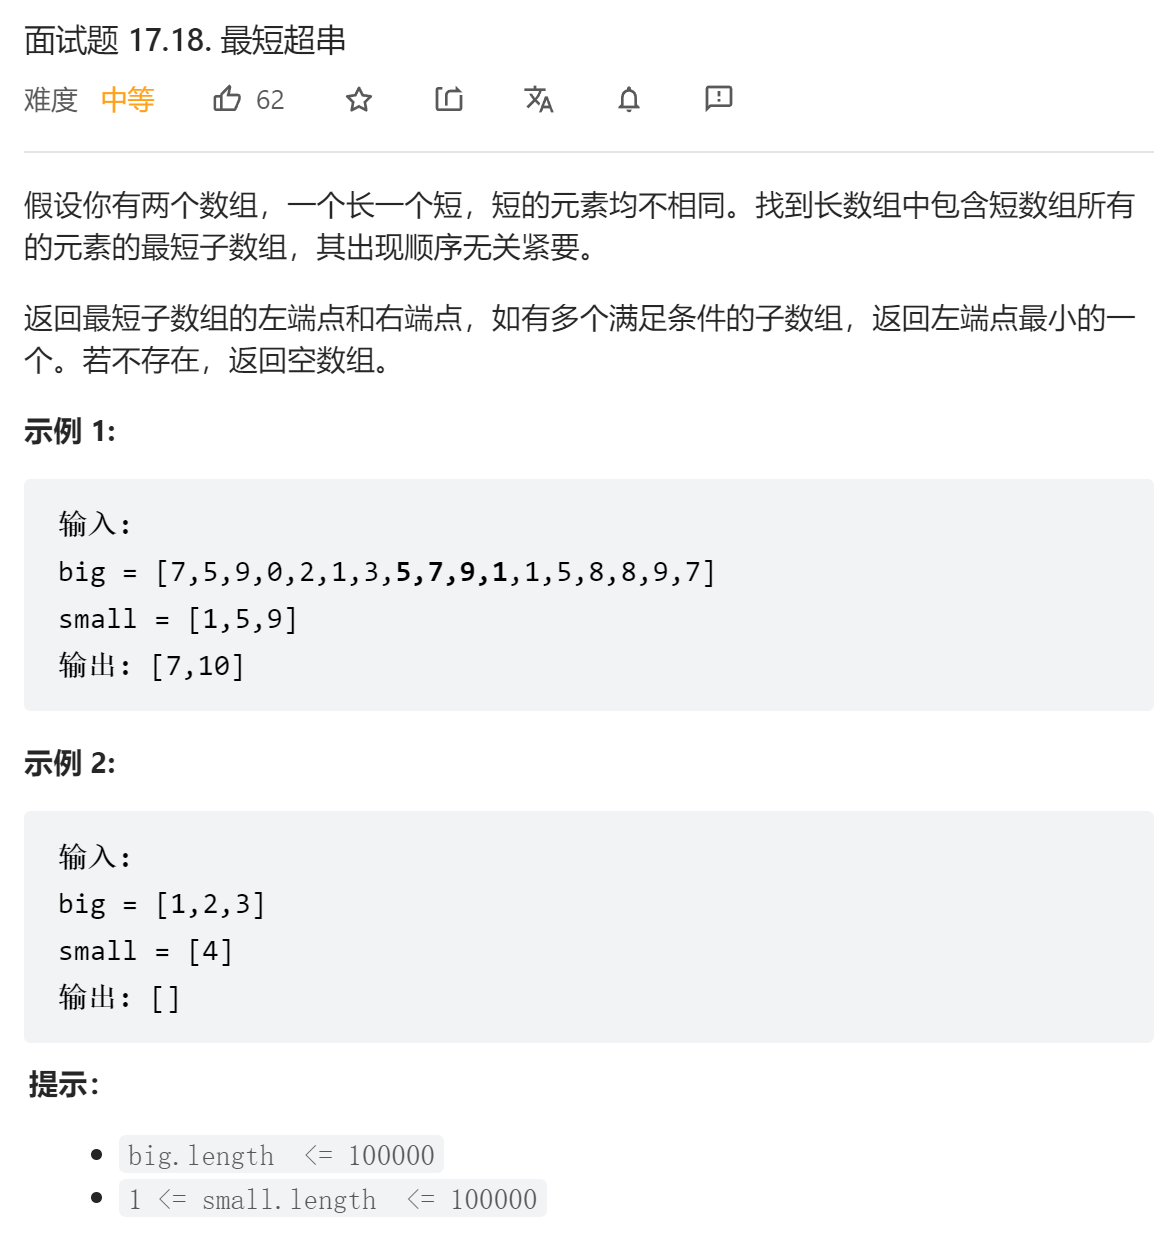 面试题 17.18. 最短超串
难度 中等 62
假设你有两个数组，一个长一个短，短的元素均不相同。找到长数组中包含短数组所有
的元素的最短子数组，其出现顺序无关紧要。
返回最短子数组的左端点和右端点，如有多个满足条件的子数组，返回左端点最小的一
个。若不存在，返回空数组。
示例 1:
输入:
big = [7,5,9,0,2,1,3,5,7,9,1,1,5,8,8,9,7]
small = [1,5,9]
输出: [7,10]
示例 2:
输入:
big = [1,2,3]
small = [4]
输出: []
提示：
big.length <= 100000
1 <= small.length <= 100000